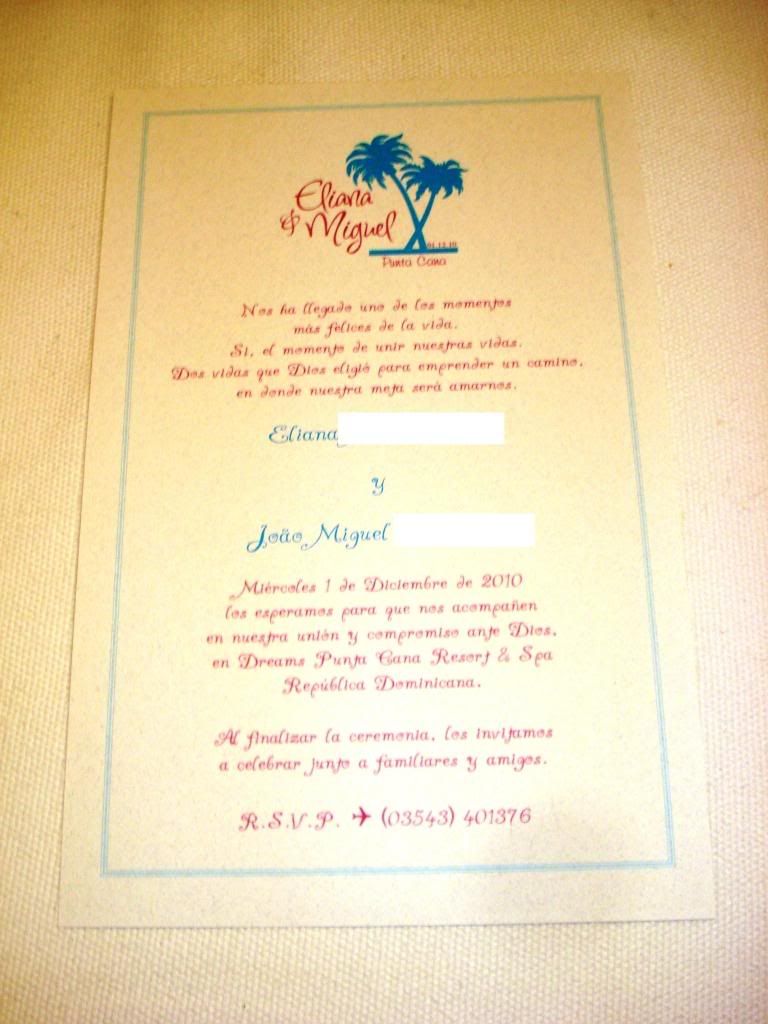 Eliana
& Miguel
01.12.10
Punta Cana
Nos ha llegado uno de los momentos
más felices de la vida.
Si, el momento de unir nuestras vidas.
Dos vidas que Dios eligió para emprender un camino,
en donde nuestra meta será amarnos.
Eliana
y
João Miguel
Miércoles 1 de Diciembre de 2010
los esperamos para que nos acompañen
en nuestra unión y compromiso ante Dios,
en Dreams Punta Cana Resort & Spa
República Dominicana.
Al finalizar la ceremonia, los invitamos
a celebrar junto a familiares y amigos.
R.S.V.P. ✈ (03543) 401376